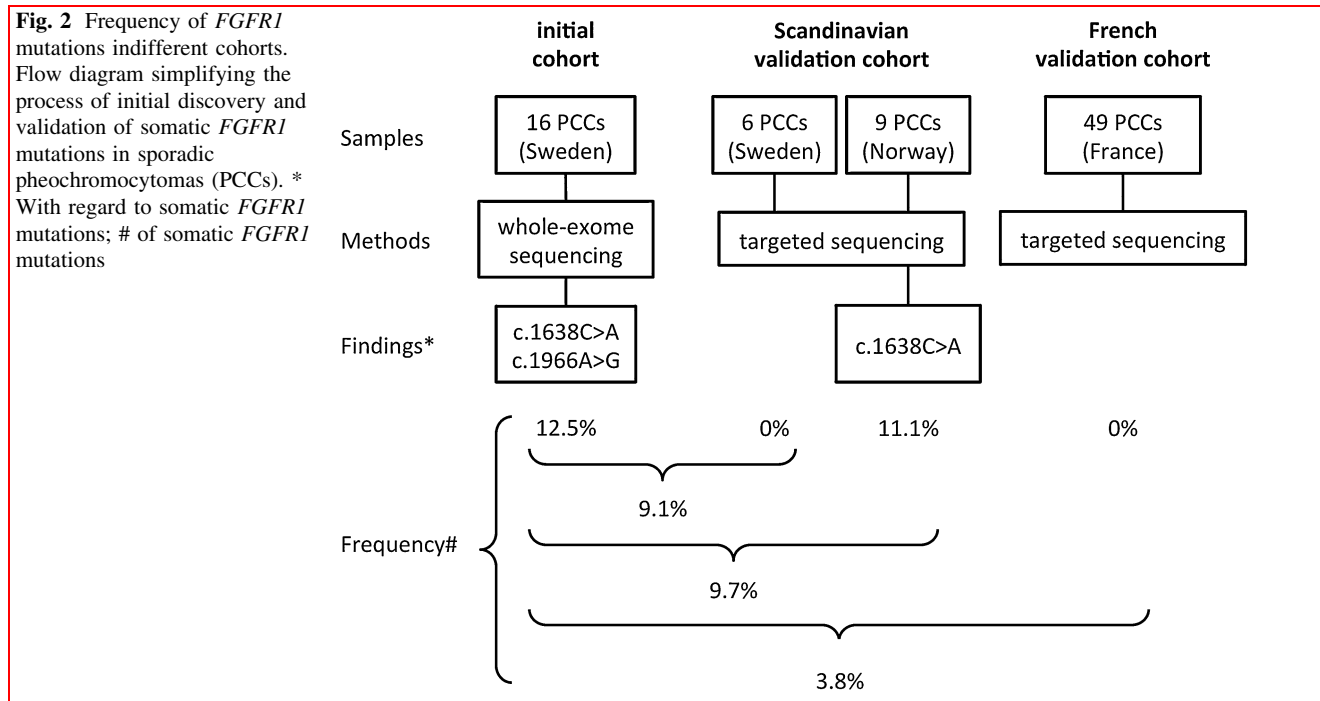 Fig. 2 Frequency of FGFR1
mutations indifferent cohorts.
Flow diagram simplifying the
process of initial discovery and
validation of somatic FGFR1
mutations in sporadic
pheochromocytomas (PCCs). *
With regard to somatic FGFR1
mutations; # of somatic FGFR1
mutations
initial
cohort
Scandinavian
validation cohort
French
validation cohort
Samples
16 PCCs
(Sweden)
6 PCCs
(Sweden)
9 PCCs
(Norway)
49 PCCs
(France)
Methods
whole-exome
sequencing
targeted sequencing
targeted sequencing
Findings*
c.1638C>A
c.1966A>G
c.1638C>A
Frequency#
12.5%
0%
11.1%
0%
9.1%
9.7%
3.8%